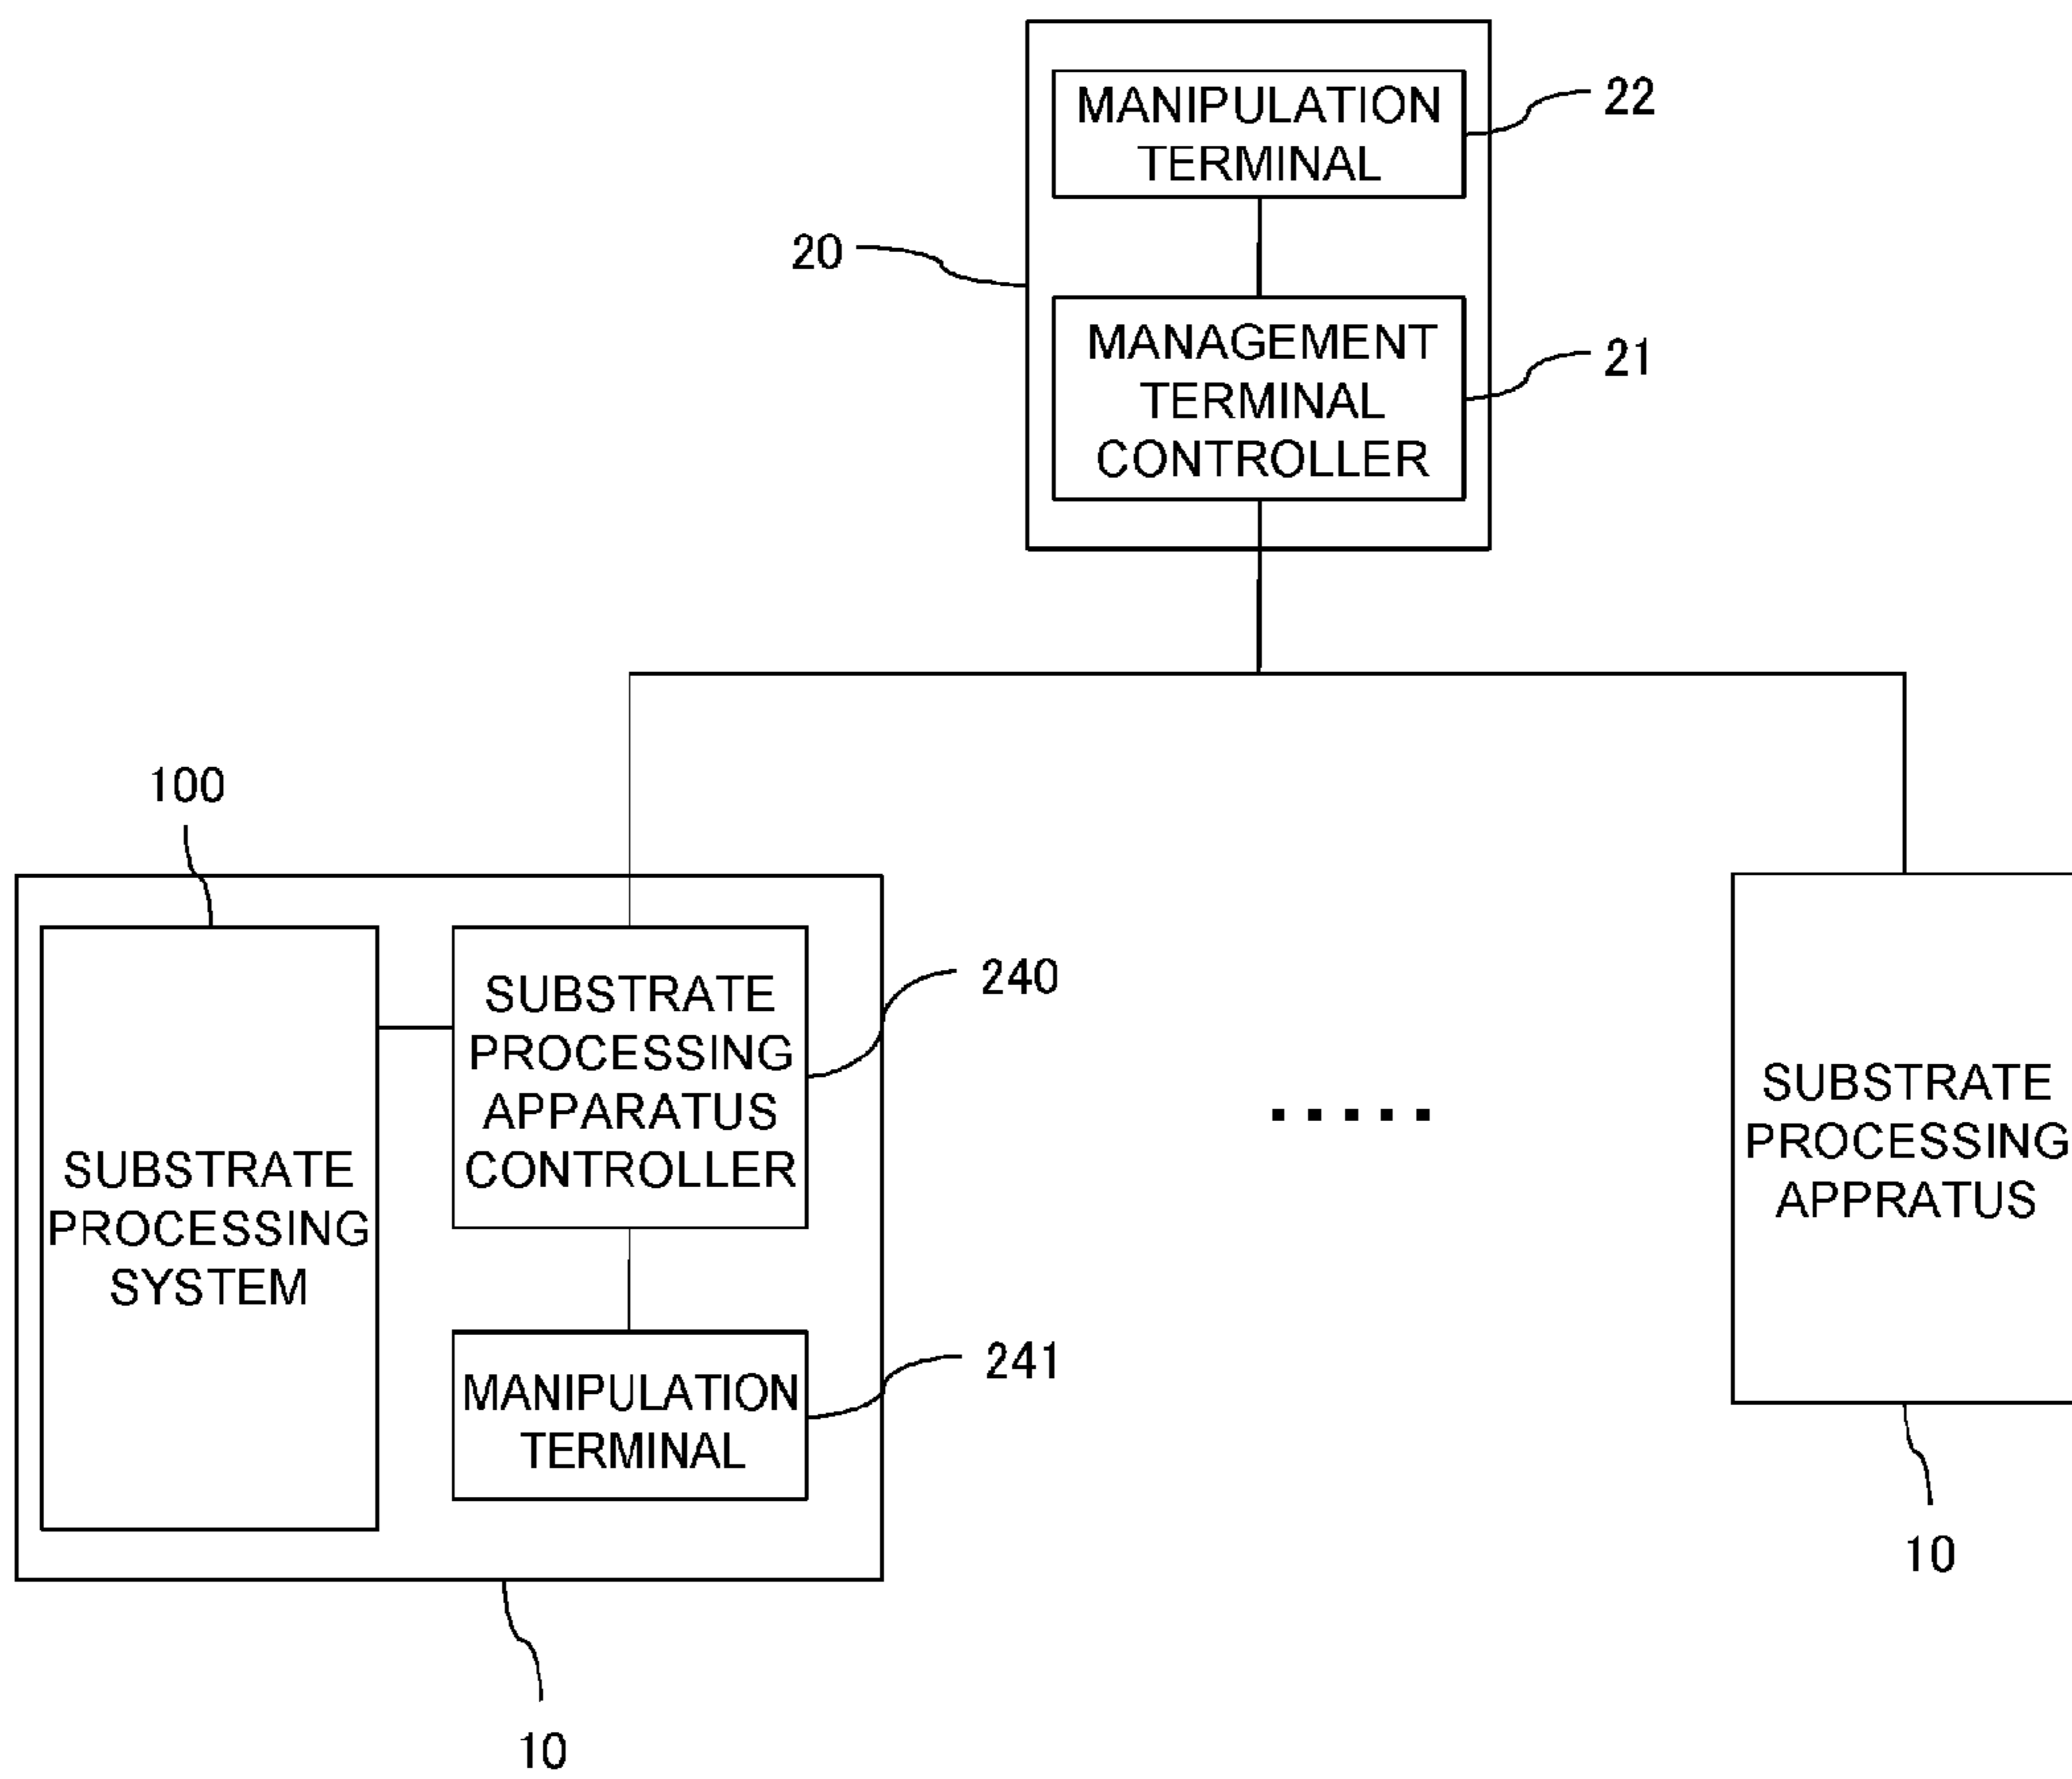 MANIPULATION
TERMINAL
22
20
MANAGEMENT
TERMINAL
CONTROLLER
21
100
SUBSTRATE
PROCESSING
SYSTEM
SUBSTRATE
PROCESSING
APPARATUS
CONTROLLER
240
MANIPULATION
TERMINAL
241
10
.....
SUBSTRATE
PROCESSING
APPRATUS
10